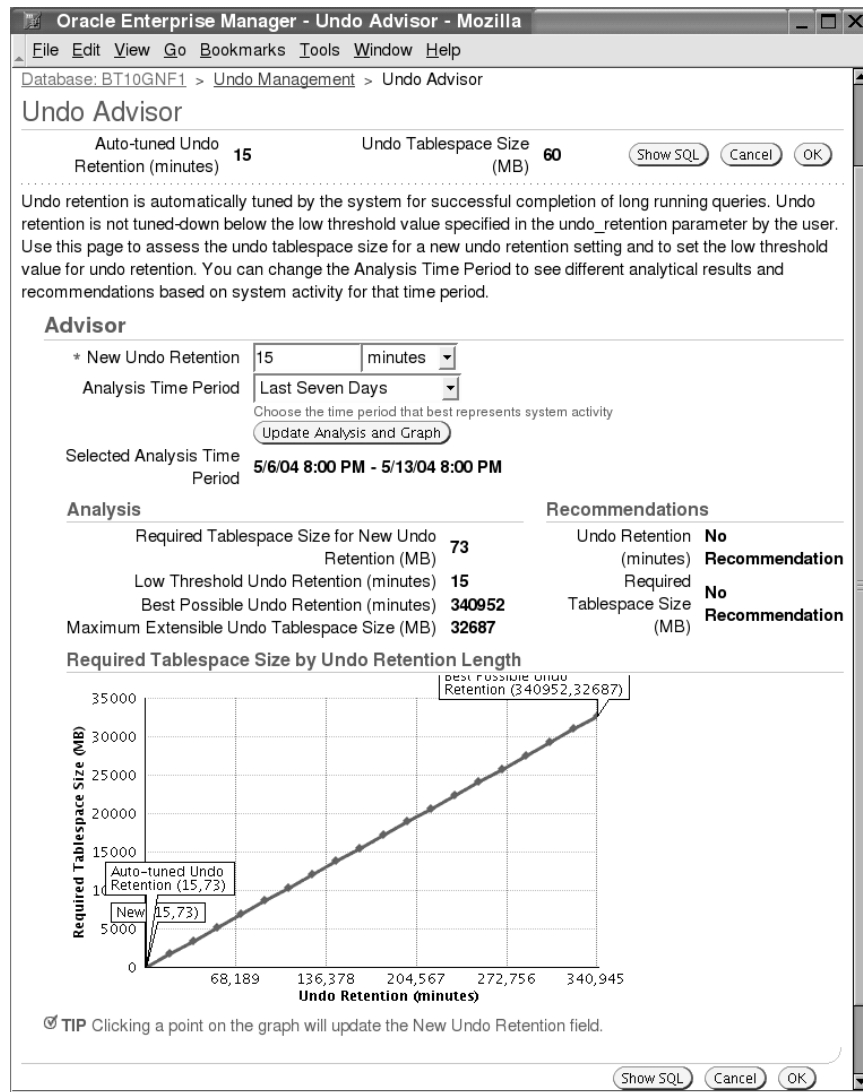 Oracle Enterprise Manager - Undo Advisor - Mozilla
File Edit View Go Bookmarks Tools Window Help
Database: BT10GNF1 > Undo Management > Undo Advisor
Undo Advisor
Auto-tuned Undo
Retention (minutes) 15
Undo Tablespace Size
(MB) 60
Show SQL Cancel OK
Undo retention is automatically tuned by the system for successful completion of long running queries. Undo
retention is not tuned-down below the low threshold value specified in the undo_retention parameter by the user.
Use this page to assess the undo tablespace size for a new undo retention setting and to set the low threshold
value for undo retention. You can change the Analysis Time Period to see different analytical results and
recommendations based on system activity for that time period.
Advisor
* New Undo Retention 15 minutes
Analysis Time Period Last Seven Days
Choose the time period that best represents system activity
Update Analysis and Graph
Selected Analysis Time
Period 5/6/04 8:00 PM - 5/13/04 8:00 PM
Analysis
Required Tablespace Size for New Undo
Retention (MB) 73
Low Threshold Undo Retention (minutes) 15
Best Possible Undo Retention (minutes) 340952
Maximum Extensible Undo Tablespace Size (MB) 32687
Recommendations
Undo Retention No
(minutes) Recommendation
Required
Tablespace Size No
(MB) Recommendation
Required Tablespace Size by Undo Retention Length
Best Possible Undo
Retention (340952,32687)
Required Tablespace Size (MB)
35000
30000
25000
20000
15000
Auto-tuned Undo
Retention (15,73)
New 15,73)
5000
0
68,189 136,378 204,567 272,756 340,945
Undo Retention (minutes)
TIP Clicking a point on the graph will update the New Undo Retention field.
Show SQL Cancel OK